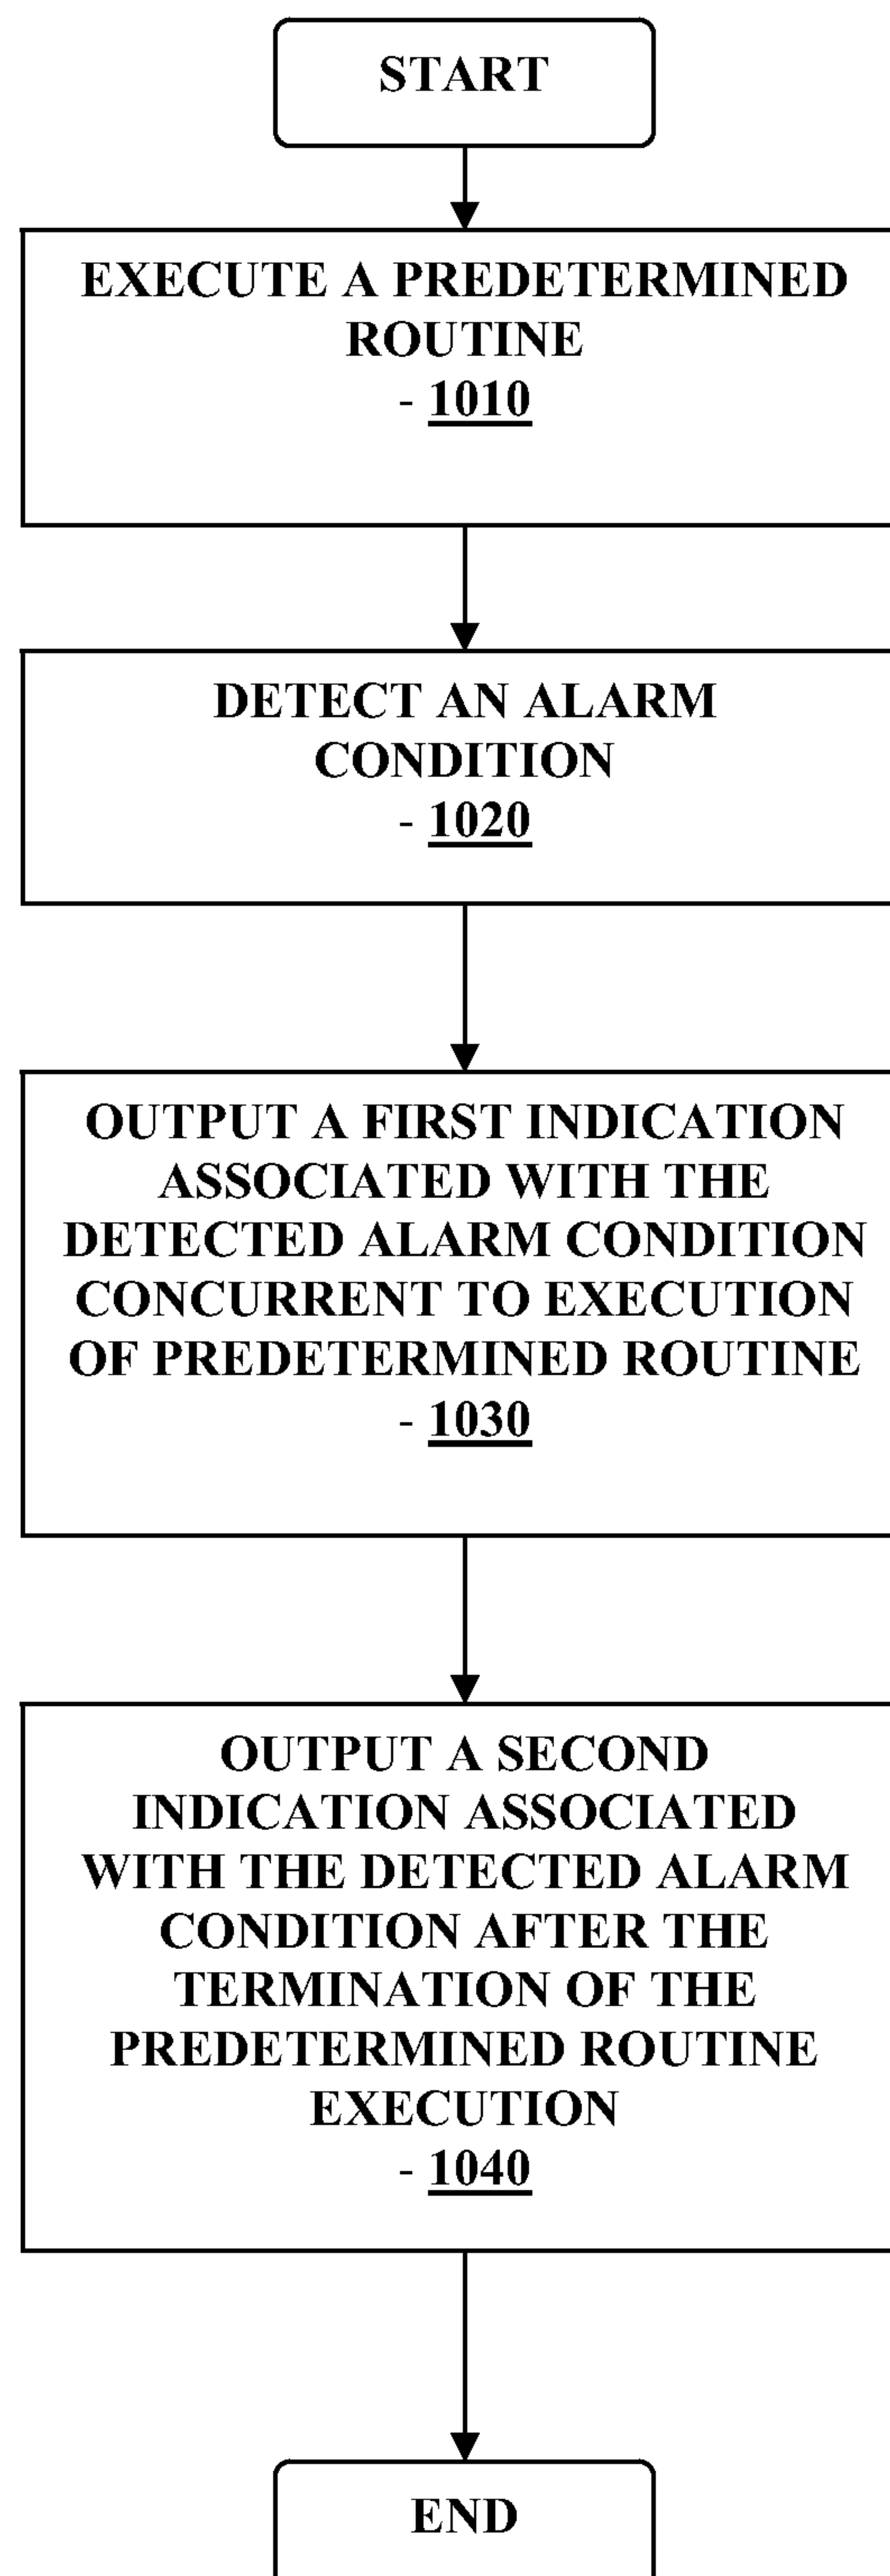 START
EXECUTE A PREDETERMINED
ROUTINE
- 1010
DETECT AN ALARM
CONDITION
- 1020
OUTPUT A FIRST INDICATION
ASSOCIATED WITH THE
DETECTED ALARM CONDITION
CONCURRENT TO EXECUTION
OF PREDETERMINED ROUTINE
- 1030
OUTPUT A SECOND
INDICATION ASSOCIATED
WITH THE DETECTED ALARM
CONDITION AFTER THE
TERMINATION OF THE
PREDETERMINED ROUTINE
EXECUTION
- 1040
END